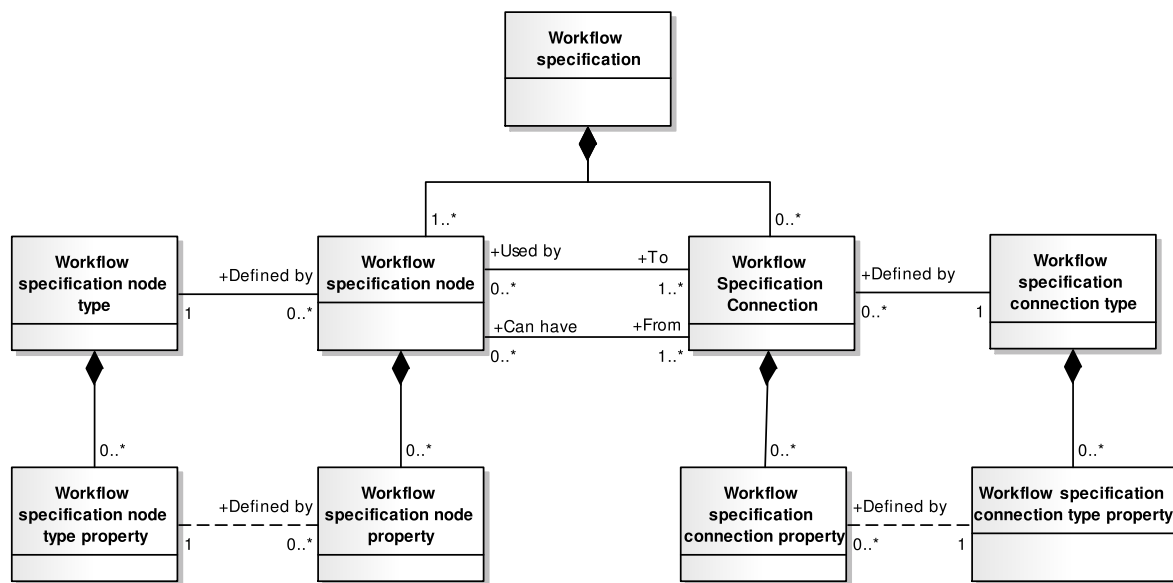 Workflow
specification
1..*
0..*
Workflow
specification node
type
+Defined by
1
0..*
Workflow
specification node
+Used by
+To
0..*
1..*
+Can have
+From
0..*
1..*
Workflow
Specification
Connection
+Defined by
0..*
1
Workflow
specification
connection type
0..*
0..*
0..*
0..*
Workflow
specification node
type property
+Defined by
1
0..*
Workflow
specification node
property
Workflow
specification
connection property
+Defined by
0..*
1
Workflow specification
connection type property